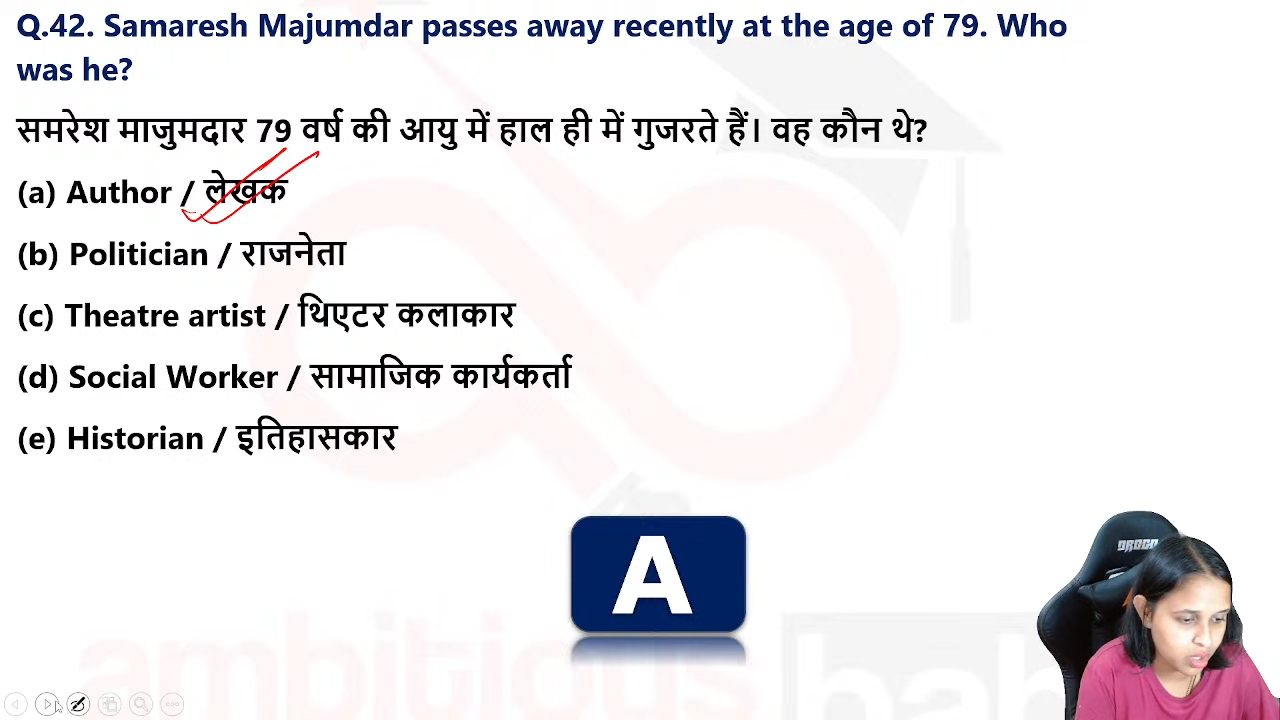 Q.42. Samaresh Majumdar passes away recently at the age of 79. Who
was he?
समरेश माजुमदार 79 वर्ष की आयु में हाल ही में गुजरते हैं। वह कौन थे?
(a) Author / लेखक
(b) Politician / राजनेता
(c) Theatre artist / थिएटर कलाकार
(d) Social Worker / सामाजिक कार्यकर्ता
(e) Historian / इतिहासकार
A
ambitious